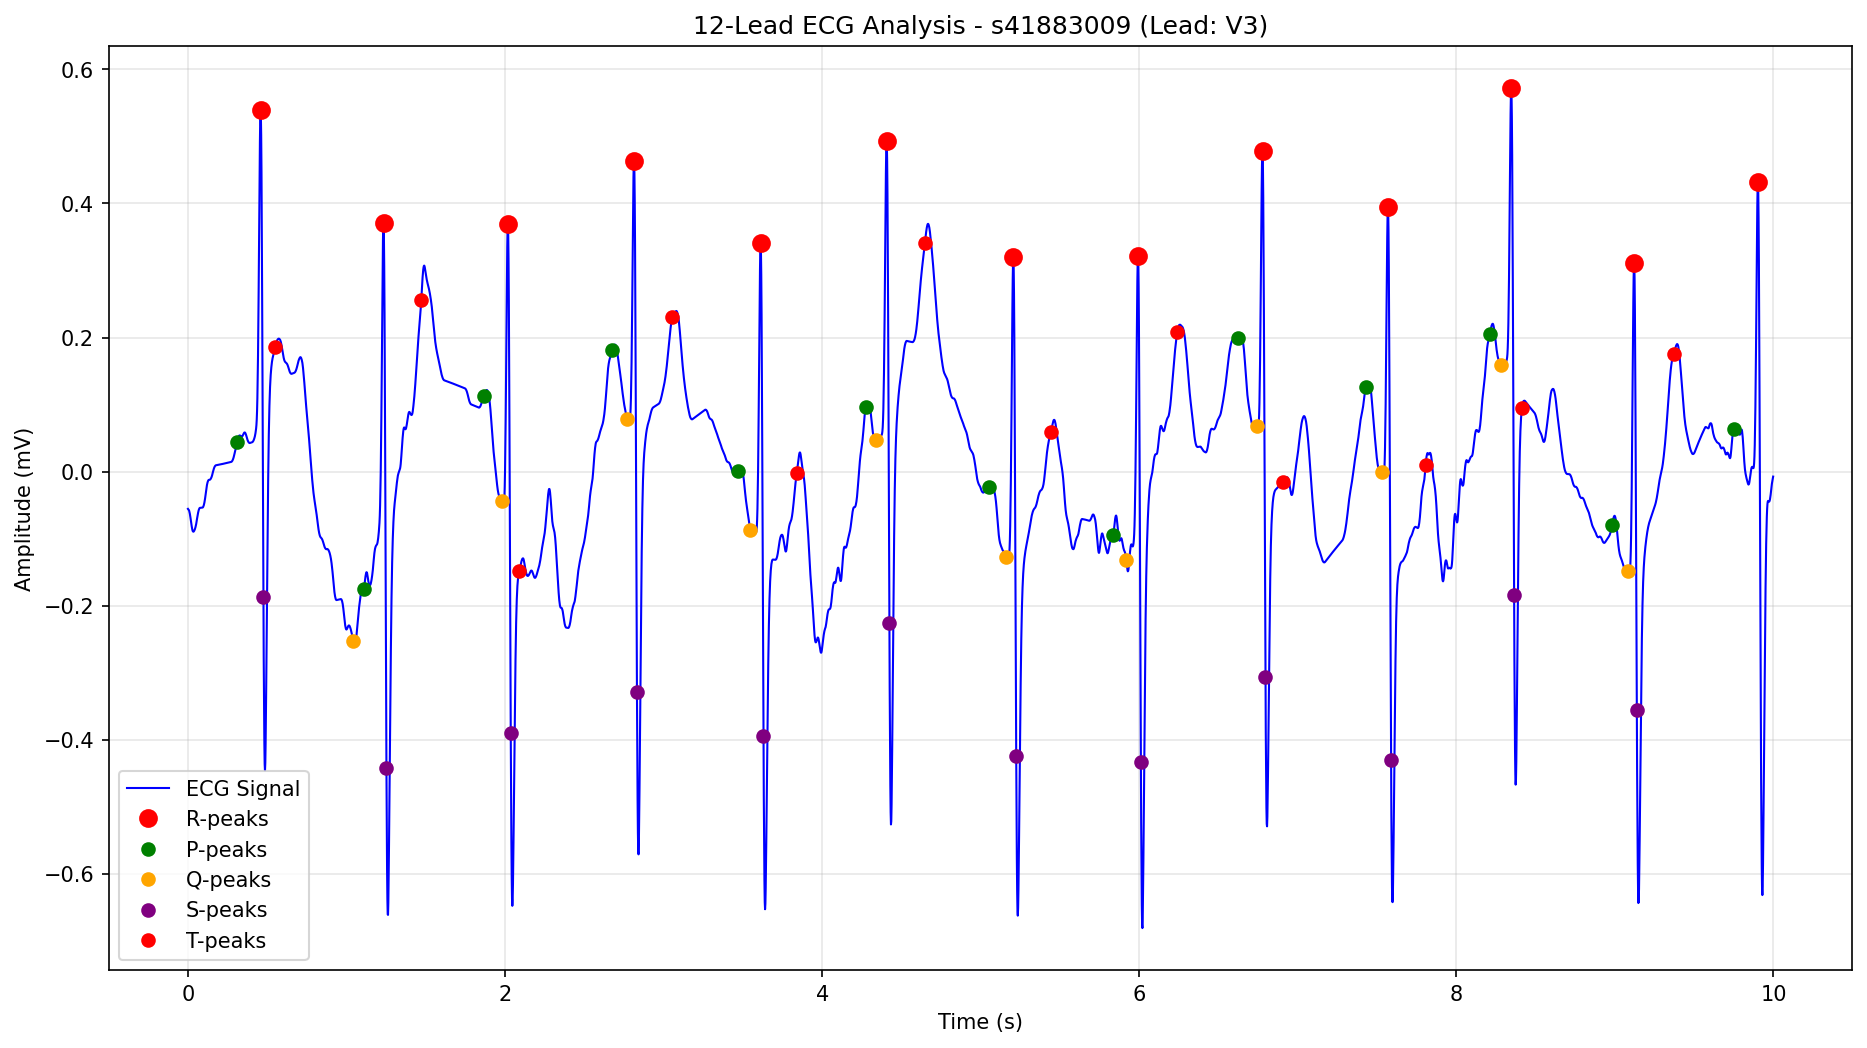 12-Lead ECG Analysis - s41883009 (Lead: V3)
Amplitude (mV)
0.6
0.4
0.2
0.0
−0.2
−0.4
−0.6
ECG Signal
R-peaks
P-peaks
Q-peaks
S-peaks
T-peaks
0 2 4 6 8 10
Time (s)